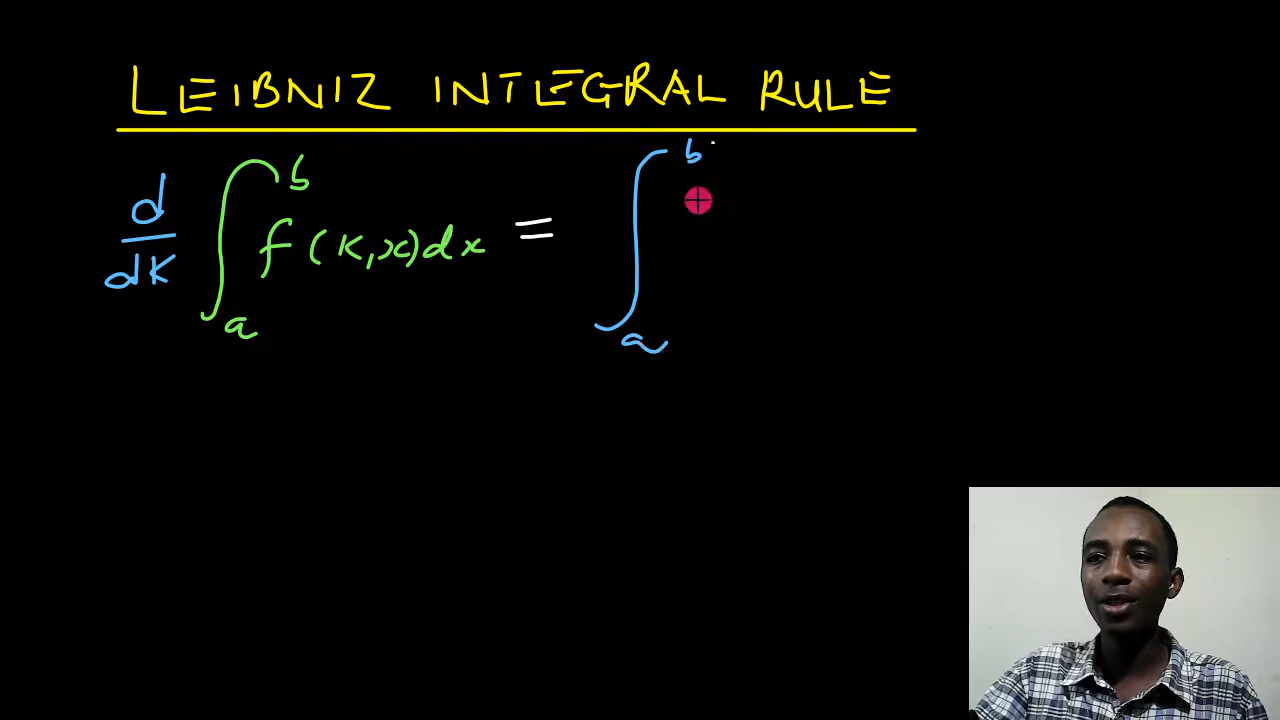 LEIBNIZ INTEGRAL RULE
d/dK ∫_a^b f(K,x)dx = ∫_a^b